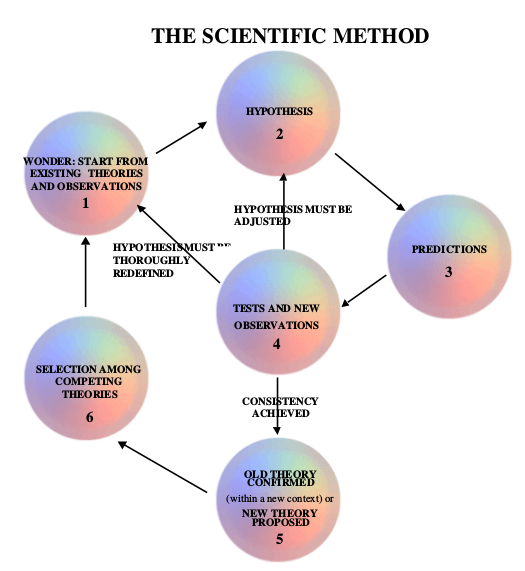 THE SCIENTIFIC METHOD
HYPOTHESIS
2
WONDER: START FROM
EXISTING THEORIES
AND OBSERVATIONS
1
HYPOTHESIS MUST BE
ADJUSTED
HYPOTHESIS MUST
THOROUGHLY
REDEFINED
PREDICTIONS
3
TESTS AND NEW
OBSERVATIONS
4
SELECTION AMONG
COMPETING
THEORIES
6
CONSISTENCY
ACHIEVED
OLD THEORY
CONFIRMED
(within a new context) or
NEW THEORY
PROPOSED
5